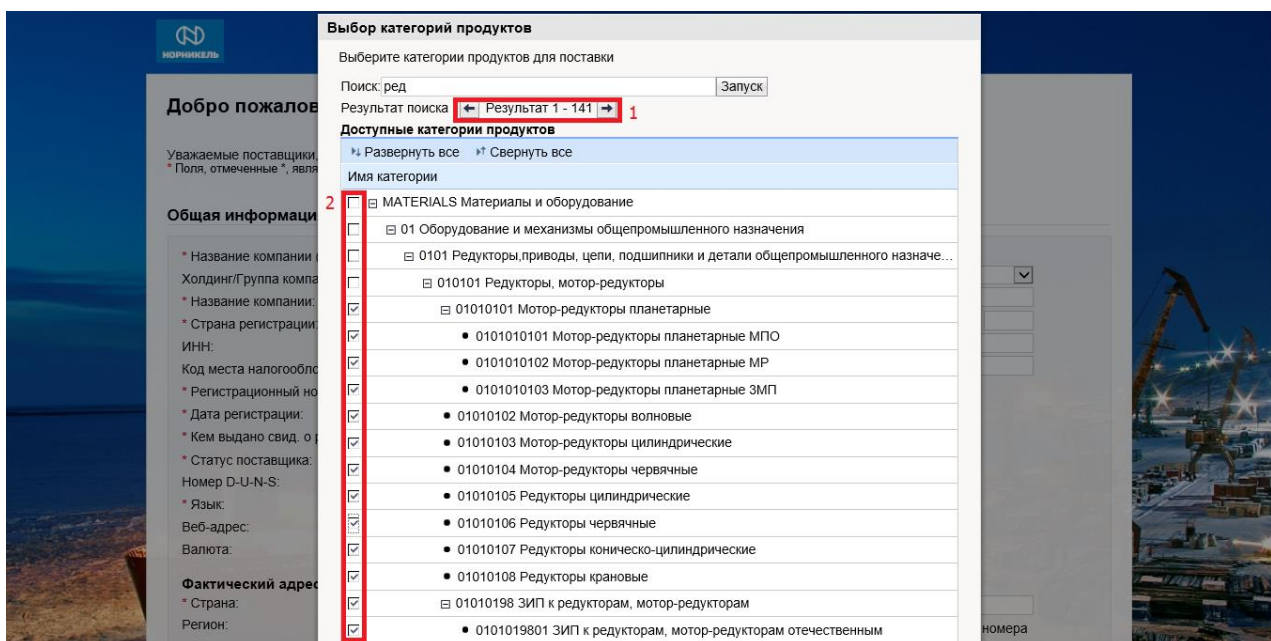 НОРНИКЕЛЬ
Выбор категорий продуктов
Выберите категории продуктов для поставки
Поиск: ред Запуск
Результат поиска Результат 1 - 141 1
Доступные категории продуктов
Развернуть все Свернуть все
Имя категории
2 MATERIALS Материалы и оборудование
01 Оборудование и механизмы общепромышленного назначения
0101 Редукторы,приводы, цепи, подшипники и детали общепромышленного назначе...
010101 Редукторы, мотор-редукторы
01010101 Мотор-редукторы планетарные
0101010101 Мотор-редукторы планетарные МПО
0101010102 Мотор-редукторы планетарные МР
0101010103 Мотор-редукторы планетарные 3МП
01010102 Мотор-редукторы волновые
01010103 Мотор-редукторы цилиндрические
01010104 Мотор-редукторы червячные
01010105 Редукторы цилиндрические
01010106 Редукторы червячные
01010107 Редукторы коническо-цилиндрические
01010108 Редукторы крановые
01010198 ЗИП к редукторам, мотор-редукторам
0101019801 ЗИП к редукторам, мотор-редукторам отечественным
Добро пожалов
Уважаемые поставщики,
* Поля, отмеченные *, явля
Общая информаци
* Название компании (
Холдинг/Группа компа
* Название компании:
* Страна регистрации:
ИНН:
Код места налогообло
* Регистрационный но
* Дата регистрации:
* Кем выдано свид. о р
* Статус поставщика:
Номер D-U-N-S:
* Язык:
Веб-адрес:
Валюта:
Фактический адрес
* Страна:
Регион:
номера